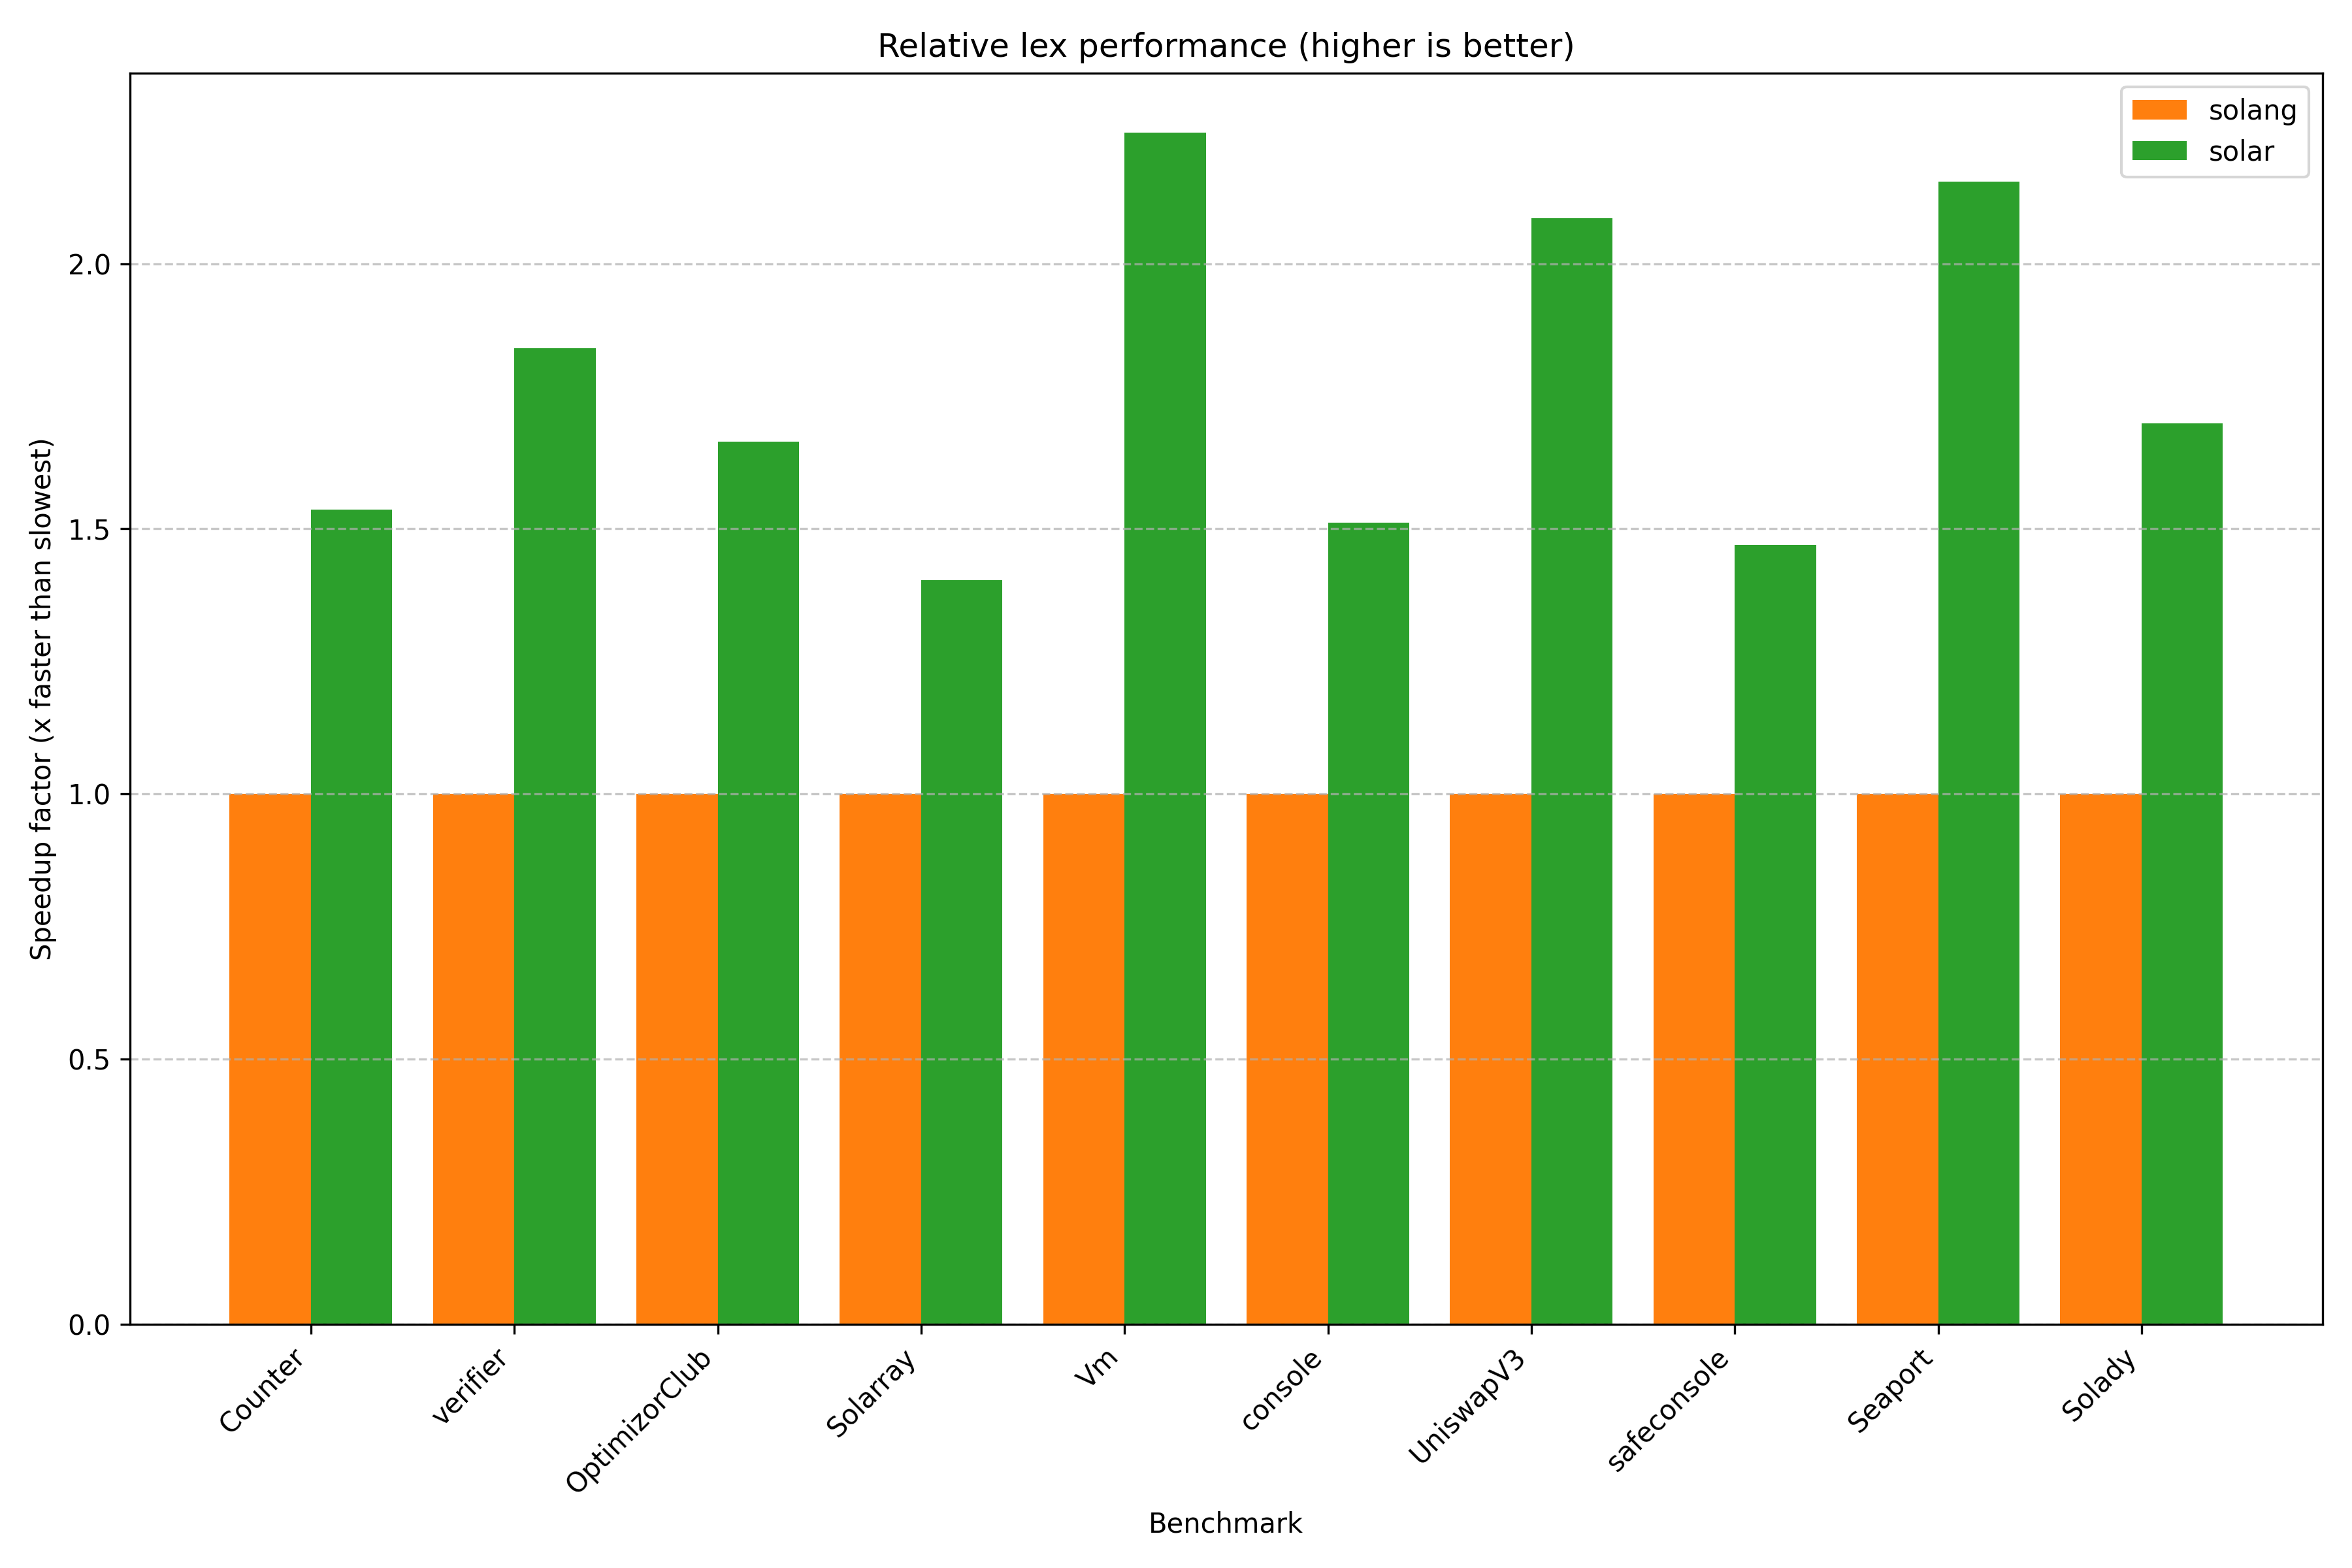 Relative lex performance (higher is better)
solang
solar
Speedup factor (x faster than slowest)
2.0
1.5
1.0
0.5
0.0
Counter
verifier
OptimizorClub
Solarray
Vm
console
UniswapV3
safeconsole
Seaport
Solady
Benchmark